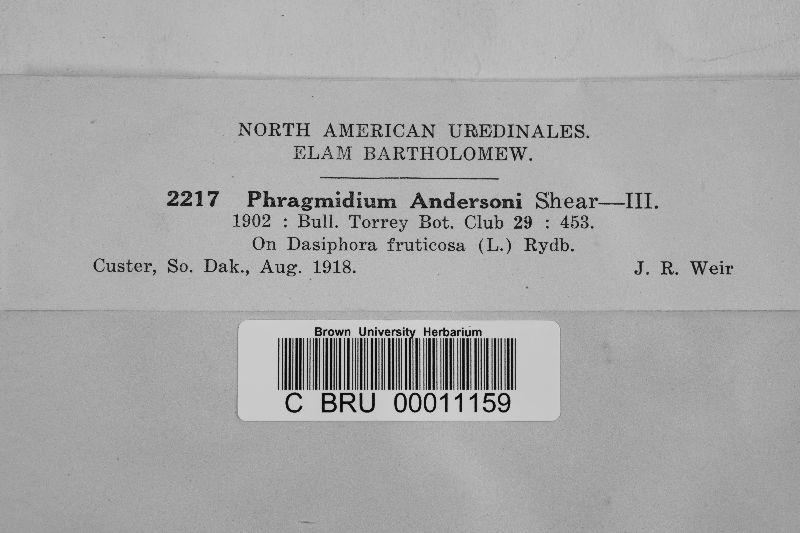 NORTH AMERICAN UREDINALES.
ELAM BARTHOLOMEW.
2217 Phragmidium Andersoni Shear—III.
1902 : Bull. Torrey Bot. Club 29 : 453.
On Dasiphora fruticosa (L.) Rydb.
Custer, So. Dak., Aug. 1918. J. R. Weir
Brown University Herbarium
C BRU 00011159